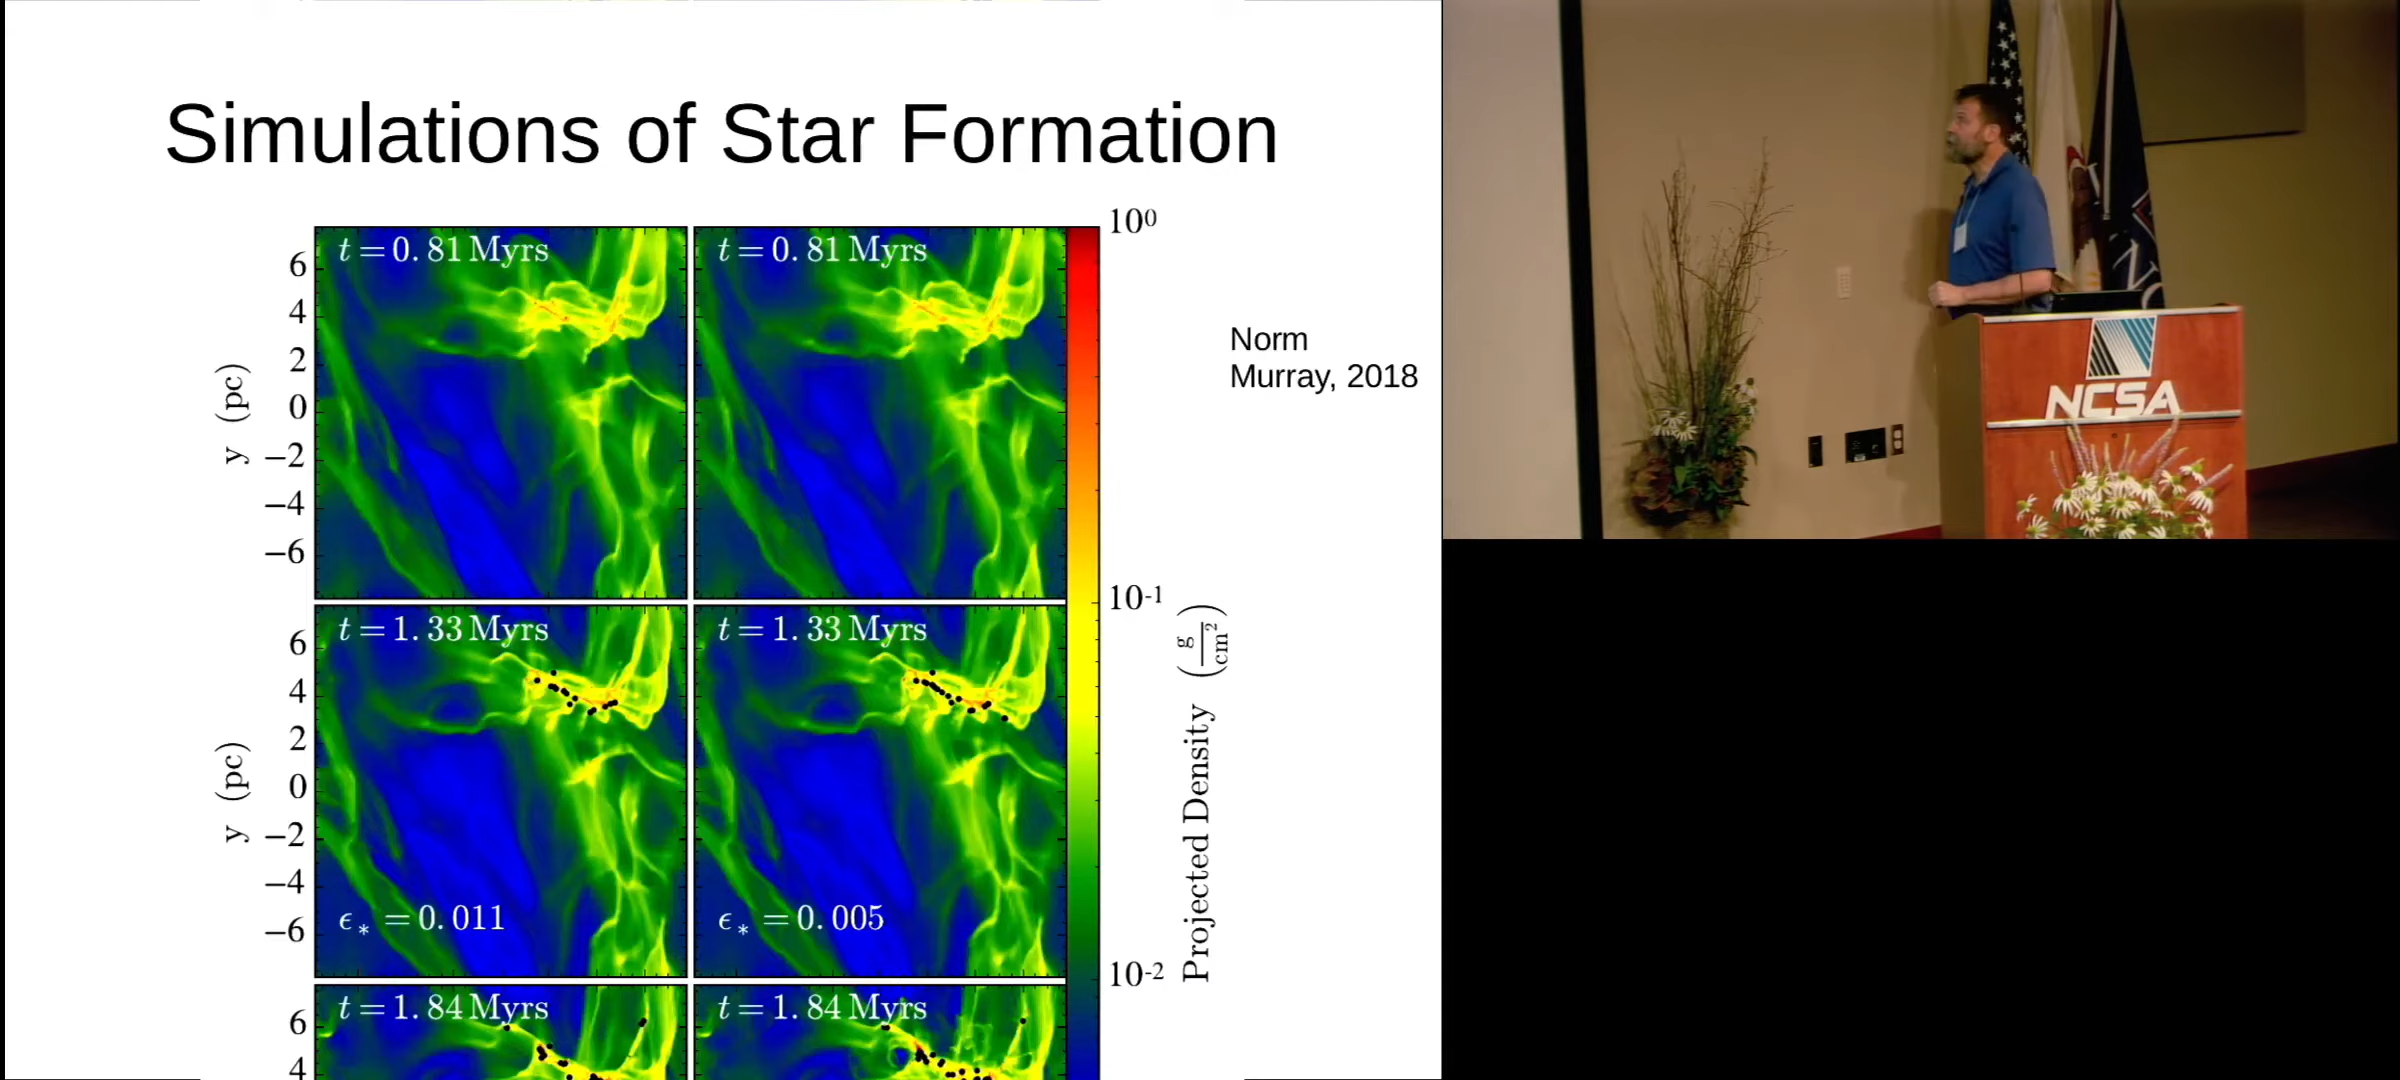 Simulations of Star Formation
t = 0.81 Myrs
t = 0.81 Myrs
10⁰
6
4
2
0
−2
−4
−6
y (pc)
Norm
Murray, 2018
NCSA
10⁻¹
t = 1.33 Myrs
t = 1.33 Myrs
6
4
2
0
−2
−4
−6
y (pc)
ϵ* = 0.011
ϵ* = 0.005
Projected Density (g/cm²)
10⁻²
t = 1.84 Myrs
t = 1.84 Myrs
6
4